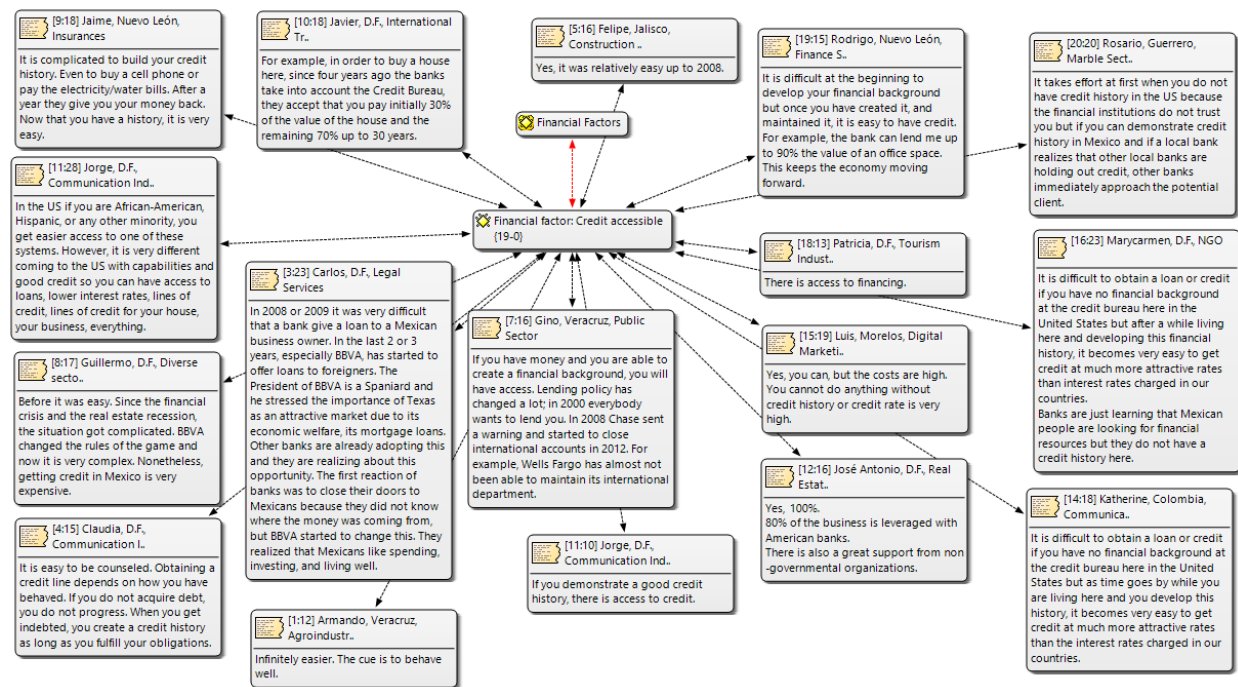 [9:18] Jaime, Nuevo León,
Insurances
It is complicated to build your credit
history. Even to buy a cell phone or
pay the electricity/water bills. After a
year they give you your money back.
Now that you have a history, it is very
easy.
[10:18] Javier, D.F., International
Tr..
For example, in order to buy a house
here, since four years ago the banks
take into account the Credit Bureau,
they accept that you pay initially 30%
of the value of the house and the
remaining 70% up to 30 years.
[5:16] Felipe, Jalisco,
Construction ..
Yes, it was relatively easy up to 2008.
[19:15] Rodrigo, Nuevo León,
Finance S..
It is difficult at the beginning to
develop your financial background
but once you have created it, and
maintained it, it is easy to have credit.
For example, the bank can lend me up
to 90% the value of an office space.
This keeps the economy moving
forward.
[20:20] Rosario, Guerrero,
Marble Sect..
It takes effort at first when you do not
have credit history in the US because
the financial institutions do not trust
you but if you can demonstrate credit
history in Mexico and if a local bank
realizes that other local banks are
holding out credit, other banks
immediately approach the potential
client.
Financial Factors
[11:28] Jorge, D.F.,
Communication Ind..
In the US if you are African-American,
Hispanic, or any other minority, you
get easier access to one of these
systems. However, it is very different
coming to the US with capabilities and
good credit so you can have access to
loans, lower interest rates, lines of
credit, lines of credit for your house,
your business, everything.
Financial factor: Credit accessible
{19-0}
[3:23] Carlos, D.F., Legal
Services
In 2008 or 2009 it was very difficult
that a bank give a loan to a Mexican
business owner. In the last 2 or 3
years, especially BBVA, has started to
offer loans to foreigners. The
President of BBVA is a Spaniard and
he stressed the importance of Texas
as an attractive market due to its
economic welfare, its mortgage loans.
Other banks are already adopting this
and they are realizing about this
opportunity. The first reaction of
banks was to close their doors to
Mexicans because they did not know
where the money was coming from,
but BBVA started to change this. They
realized that Mexicans like spending,
investing, and living well.
[7:16] Gino, Veracruz, Public
Sector
If you have money and you are able to
create a financial background, you will
have access. Lending policy has
changed a lot; in 2000 everybody
wants to lend you. In 2008 Chase sent
a warning and started to close
international accounts in 2012. For
example, Wells Fargo has almost not
been able to maintain its international
department.
[18:13] Patricia, D.F., Tourism
Indust..
There is access to financing.
[16:23] Marycarmen, D.F., NGO
It is difficult to obtain a loan or credit
if you have no financial background
at the credit bureau here in the
United States but after a while living
here and developing this financial
history, it becomes very easy to get
credit at much more attractive rates
than interest rates charged in our
countries.
Banks are just learning that Mexican
people are looking for financial
resources but they do not have a
credit history here.
[15:19] Luis, Morelos, Digital
Marketi..
Yes, you can, but the costs are high.
You cannot do anything without
credit history or credit rate is very
high.
[8:17] Guillermo, D.F., Diverse
secto..
Before it was easy. Since the financial
crisis and the real estate recession,
the situation got complicated. BBVA
changed the rules of the game and
now it is very complex. Nonetheless,
getting credit in Mexico is very
expensive.
[12:16] José Antonio, D.F., Real
Estat..
Yes, 100%.
80% of the business is leveraged with
American banks.
There is also a great support from non
-governmental organizations.
[4:15] Claudia, D.F.,
Communication I..
It is easy to be counseled. Obtaining a
credit line depends on how you have
behaved. If you do not acquire debt,
you do not progress. When you get
indebted, you create a credit history
as long as you fulfill your obligations.
[11:10] Jorge, D.F.,
Communication Ind..
If you demonstrate a good credit
history, there is access to credit.
[14:18] Katherine, Colombia,
Communica..
It is difficult to obtain a loan or credit
if you have no financial background at
the credit bureau here in the United
States but as time goes by while you
are living here and you develop this
history, it becomes very easy to get
credit at much more attractive rates
than the interest rates charged in our
countries.
[1:12] Armando, Veracruz,
Agroindustr..
Infinitely easier. The cue is to behave
well.